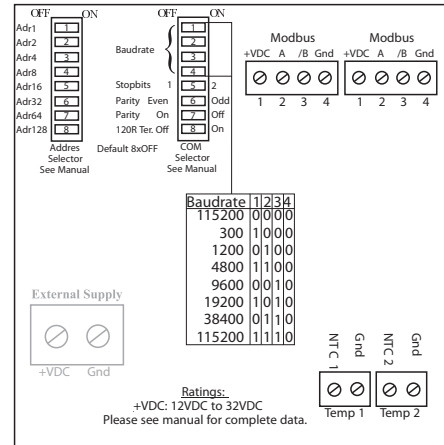 OFF ON
Adr1 1
Adr2 2
Adr4 3
Adr8 4
Adr16 5
Adr32 6
Adr64 7
Adr128 8
Addres
Selector
See Manual
OFF ON
Baudrate
1
2
3
4
Stopbits 1 5 2
Parity Even 6 Odd
Parity On 7 Off
120R Ter. Off 8 On
Default 8xOFF
COM
Selector
See Manual
Modbus
+VDC A /B Gnd
1 2 3 4
Modbus
+VDC A /B Gnd
1 2 3 4
Baudrate 1 2 3 4
115200 0 0 0 0
300 1 0 0 0
1200 0 1 0 0
4800 1 1 0 0
9600 0 0 1 0
19200 1 0 1 0
38400 0 1 1 0
115200 1 1 1 0
External Supply
+VDC Gnd
NTC 1 Gnd
Temp 1
NTC 2 Gnd
Temp 2
Ratings:
+VDC: 12VDC to 32VDC
Please see manual for complete data.